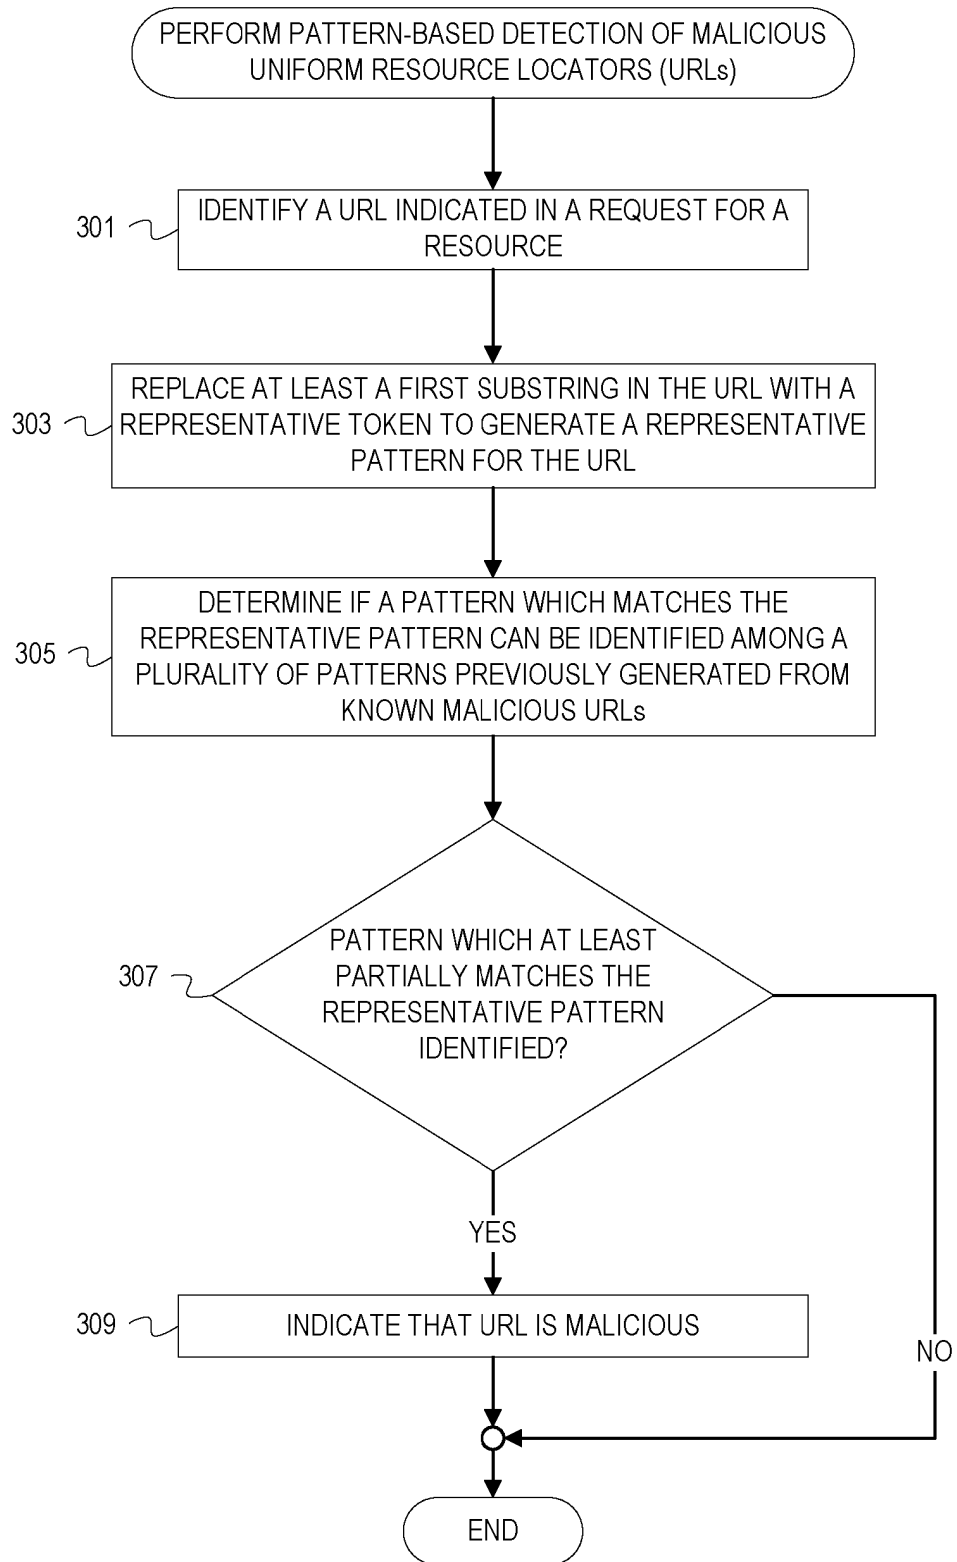 PERFORM PATTERN-BASED DETECTION OF MALICIOUS
UNIFORM RESOURCE LOCATORS (URLs)
301
IDENTIFY A URL INDICATED IN A REQUEST FOR A
RESOURCE
303
REPLACE AT LEAST A FIRST SUBSTRING IN THE URL WITH A
REPRESENTATIVE TOKEN TO GENERATE A REPRESENTATIVE
PATTERN FOR THE URL
305
DETERMINE IF A PATTERN WHICH MATCHES THE
REPRESENTATIVE PATTERN CAN BE IDENTIFIED AMONG A
PLURALITY OF PATTERNS PREVIOUSLY GENERATED FROM
KNOWN MALICIOUS URLs
307
PATTERN WHICH AT LEAST
PARTIALLY MATCHES THE
REPRESENTATIVE PATTERN
IDENTIFIED?
YES
309
INDICATE THAT URL IS MALICIOUS
NO
END